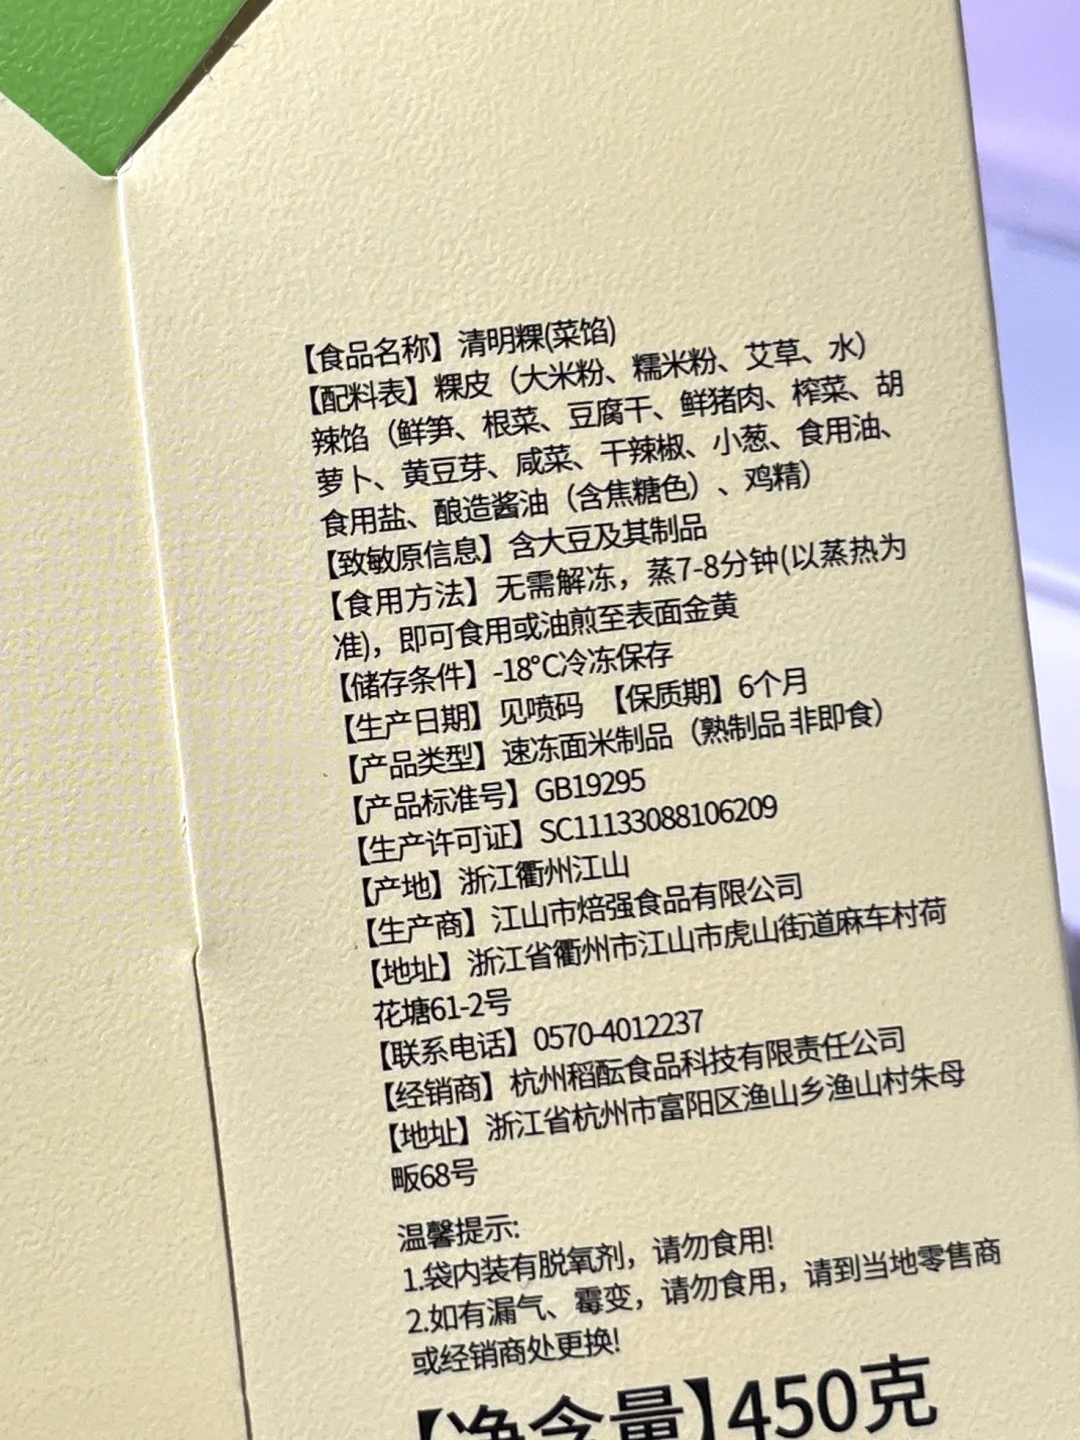 【食品名称】清明粿(菜馅)
【配料表】粿皮（大米粉、糯米粉、艾草、水）
辣馅（鲜笋、根菜、豆腐干、鲜猪肉、榨菜、胡
萝卜、黄豆芽、咸菜、干辣椒、小葱、食用油、
食用盐、酿造酱油（含焦糖色）、鸡精）
【致敏原信息】含大豆及其制品
【食用方法】无需解冻，蒸7-8分钟(以蒸热为
准)，即可食用或油煎至表面金黄
【储存条件】-18°C冷冻保存
【生产日期】见喷码 【保质期】6个月
【产品类型】速冻面米制品（熟制品 非即食）
【产品标准号】GB19295
【生产许可证】SC11133088106209
【产地】浙江衢州江山
【生产商】江山市焙强食品有限公司
【地址】浙江省衢州市江山市虎山街道麻车村荷
花塘61-2号
【联系电话】0570-4012237
【经销商】杭州稻酝食品科技有限责任公司
【地址】浙江省杭州市富阳区渔山乡渔山村朱母
畈68号
温馨提示:
1.袋内装有脱氧剂，请勿食用!
2.如有漏气、霉变，请勿食用，请到当地零售商
或经销商处更换!
【净含量】450克